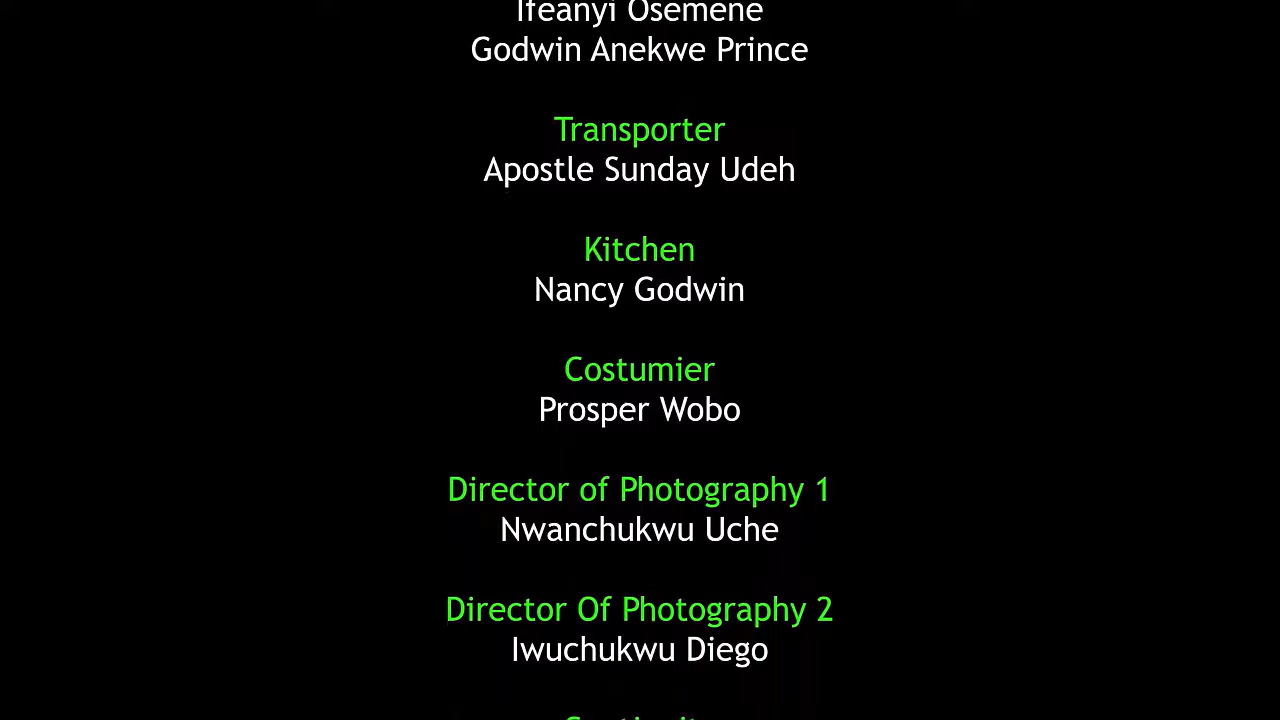 Ifeanyi Osemene
Godwin Anekwe Prince
Transporter
Apostle Sunday Udeh
Kitchen
Nancy Godwin
Costumier
Prosper Wobo
Director of Photography 1
Nwanchukwu Uche
Director Of Photography 2
Iwuchukwu Diego